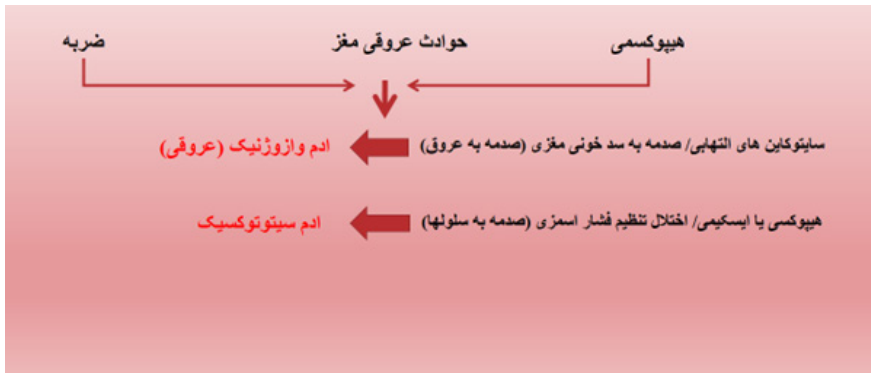 هیپوکسمی حوادث عروقی مغز ضربه
سایتوکاین های التهابی/ صدمه به سد خونی مغزی (صدمه به عروق) ادم وازوژنیک (عروقی)
هیپوکسی یا ایسکیمی/ اختلال تنظیم فشار اسمزی (صدمه به سلولها) ادم سیتوتوکسیک